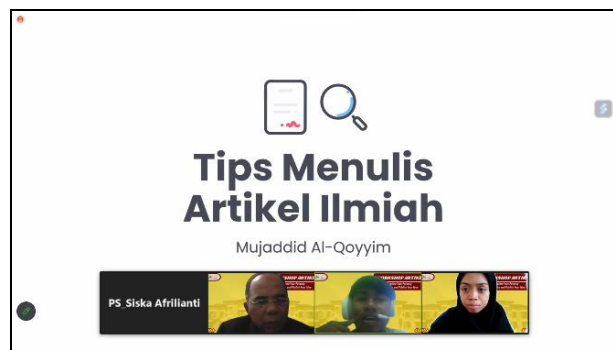 Tips Menulis
Artikel Ilmiah
Mujaddid Al-Qoyyim
PS_Siska Afrilianti